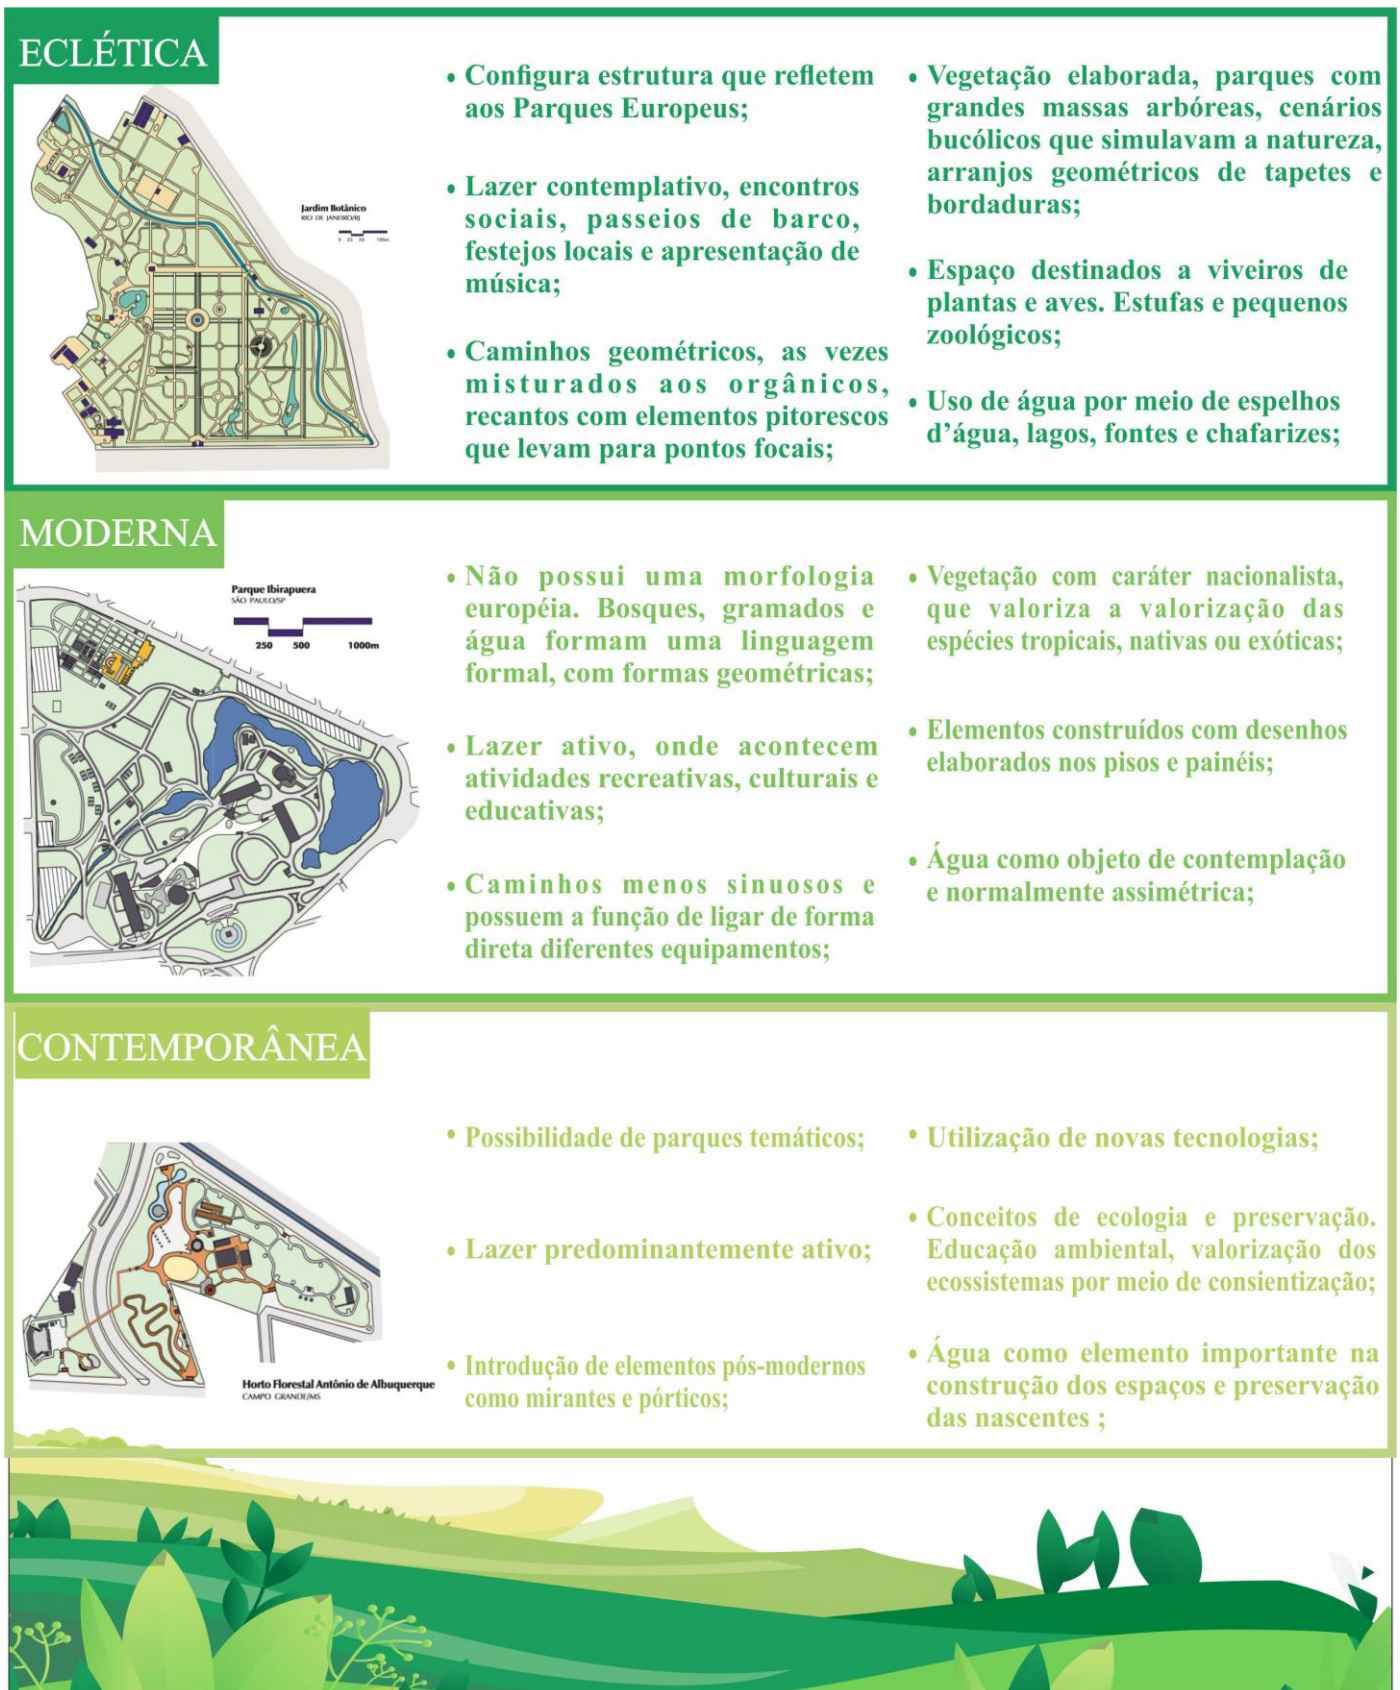 ECLÉTICA
Jardim Botânico
RIO DE JANEIRO/RJ
0 25 50 100m
• Configura estrutura que refletem
aos Parques Europeus;
• Lazer contemplativo, encontros
sociais, passeios de barco,
festejos locais e apresentação de
música;
• Caminhos geométricos, as vezes
misturados aos orgânicos,
recantos com elementos pitorescos
que levam para pontos focais;
• Vegetação elaborada, parques com
grandes massas arbóreas, cenários
bucólicos que simulavam a natureza,
arranjos geométricos de tapetes e
bordaduras;
• Espaço destinados a viveiros de
plantas e aves. Estufas e pequenos
zoológicos;
• Uso de água por meio de espelhos
d’água, lagos, fontes e chafarizes;
MODERNA
Parque Ibirapuera
SÃO PAULO/SP
250 500 1000m
• Não possui uma morfologia
européia. Bosques, gramados e
água formam uma linguagem
formal, com formas geométricas;
• Lazer ativo, onde acontecem
atividades recreativas, culturais e
educativas;
• Caminhos menos sinuosos e
possuem a função de ligar de forma
direta diferentes equipamentos;
• Vegetação com caráter nacionalista,
que valoriza a valorização das
espécies tropicais, nativas ou exóticas;
• Elementos construídos com desenhos
elaborados nos pisos e painéis;
• Água como objeto de contemplação
e normalmente assimétrica;
CONTEMPORÂNEA
Horto Florestal Antônio de Albuquerque
CAMPO GRANDE/MS
• Possibilidade de parques temáticos;
• Lazer predominantemente ativo;
• Introdução de elementos pós-modernos
como mirantes e pórticos;
• Utilização de novas tecnologias;
• Conceitos de ecologia e preservação.
Educação ambiental, valorização dos
ecossistemas por meio de consientização;
• Água como elemento importante na
construção dos espaços e preservação
das nascentes ;